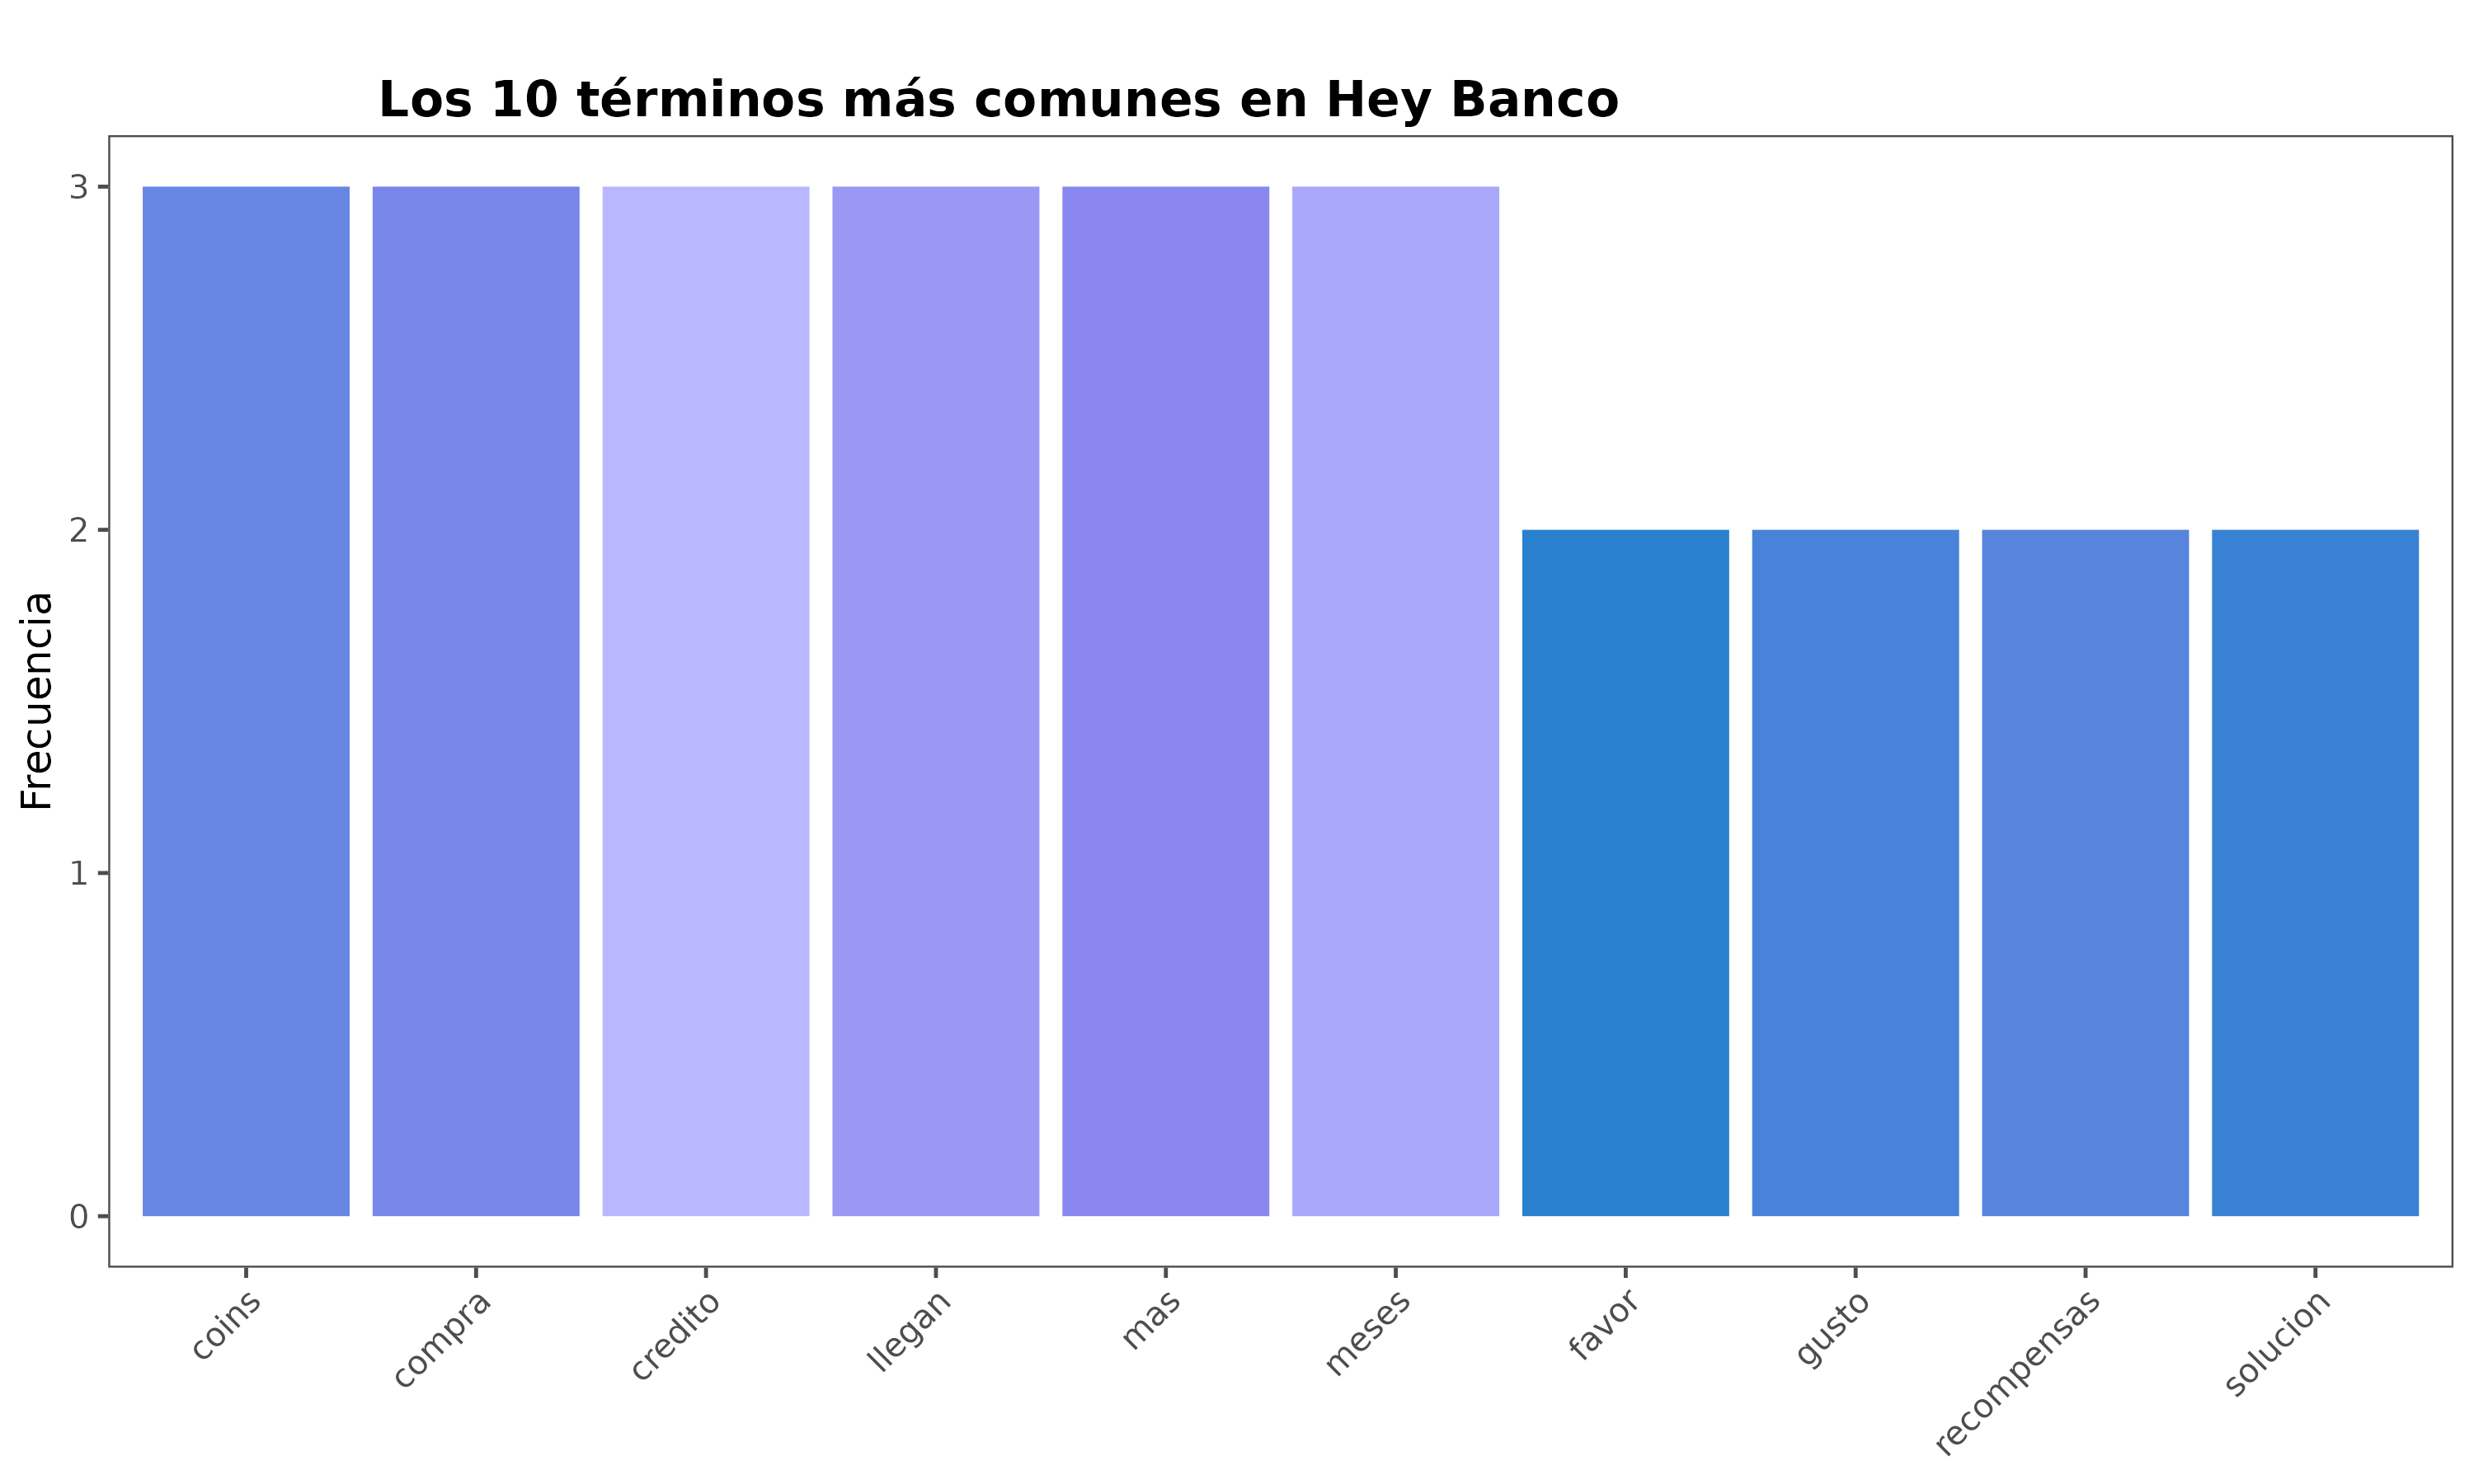 Los 10 términos más comunes en Hey Banco
Frecuencia
3
2
1
0
coins
compra
credito
llegan
mas
meses
favor
gusto
recompensas
solucion